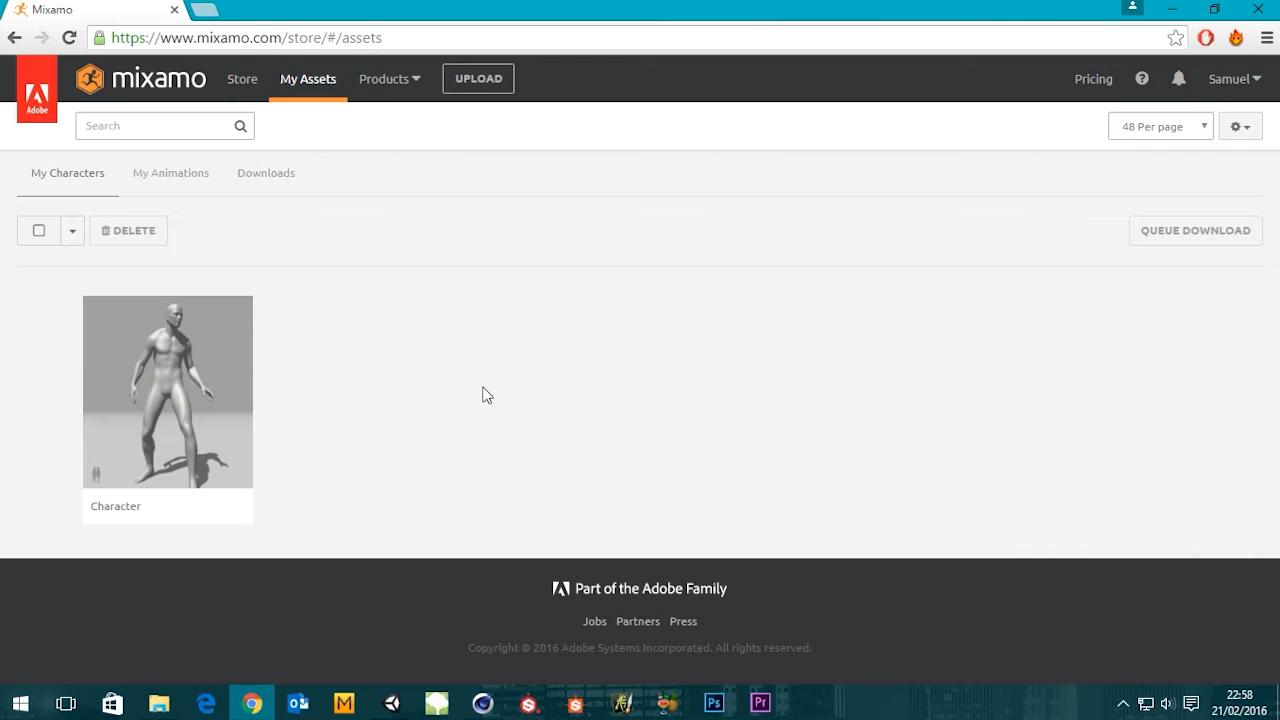 Mixamo
https://www.mixamo.com/store/#/assets
Adobe
mixamo
Store
My Assets
Products
UPLOAD
Pricing
Samuel
Search
48 Per page
My Characters
My Animations
Downloads
DELETE
QUEUE DOWNLOAD
Character
Part of the Adobe Family
Jobs Partners Press
Copyright © 2016 Adobe Systems Incorporated. All rights reserved.
Ps
Pr
22:58
21/02/2016